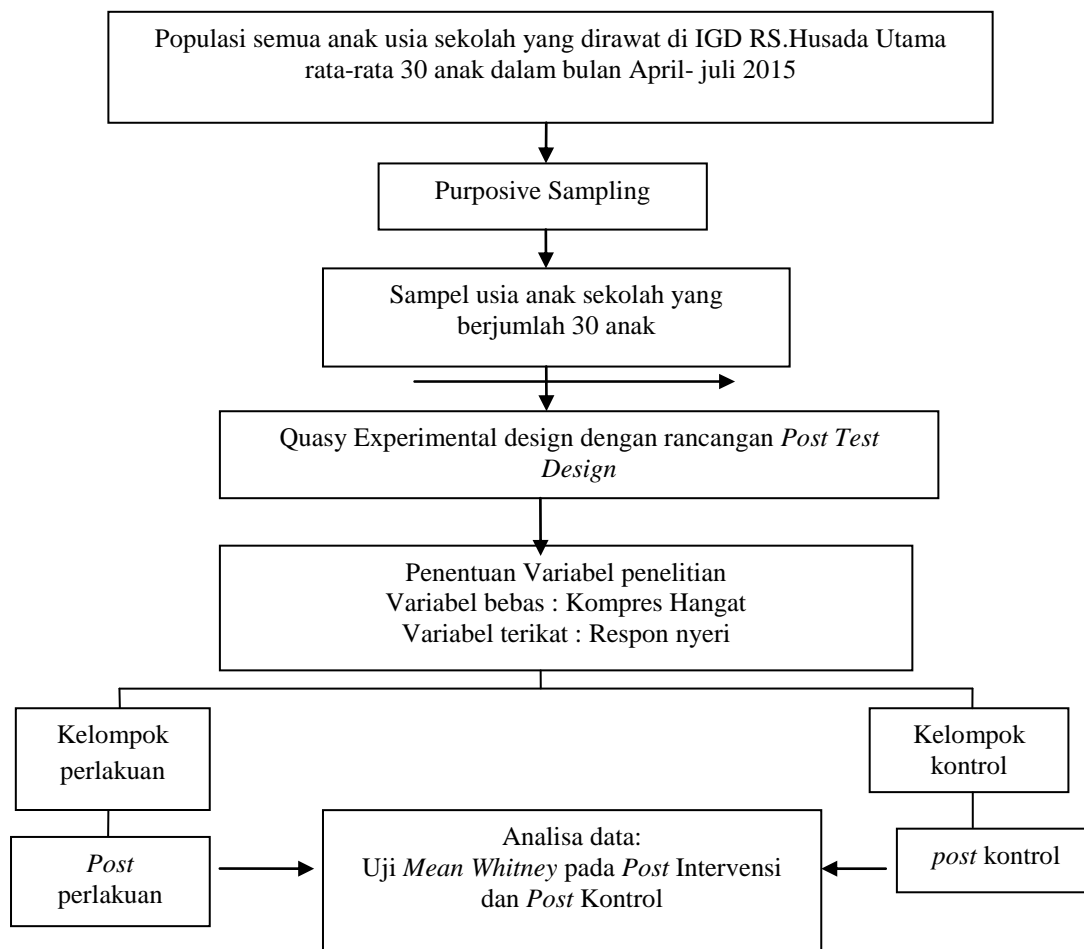 Populasi semua anak usia sekolah yang dirawat di IGD RS.Husada Utama
rata-rata 30 anak dalam bulan April- juli 2015
Purposive Sampling
Sampel usia anak sekolah yang
berjumlah 30 anak
Quasy Experimental design dengan rancangan Post Test
Design
Penentuan Variabel penelitian
Variabel bebas : Kompres Hangat
Variabel terikat : Respon nyeri
Kelompok
perlakuan
Kelompok
kontrol
Post
perlakuan
Analisa data:
Uji Mean Whitney pada Post Intervensi
dan Post Kontrol
post kontrol